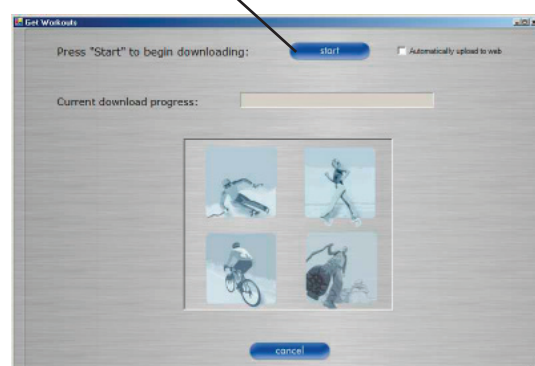 Get Workouts
Press "Start" to begin downloading: start Automatically upload to web
Current download progress:
cancel